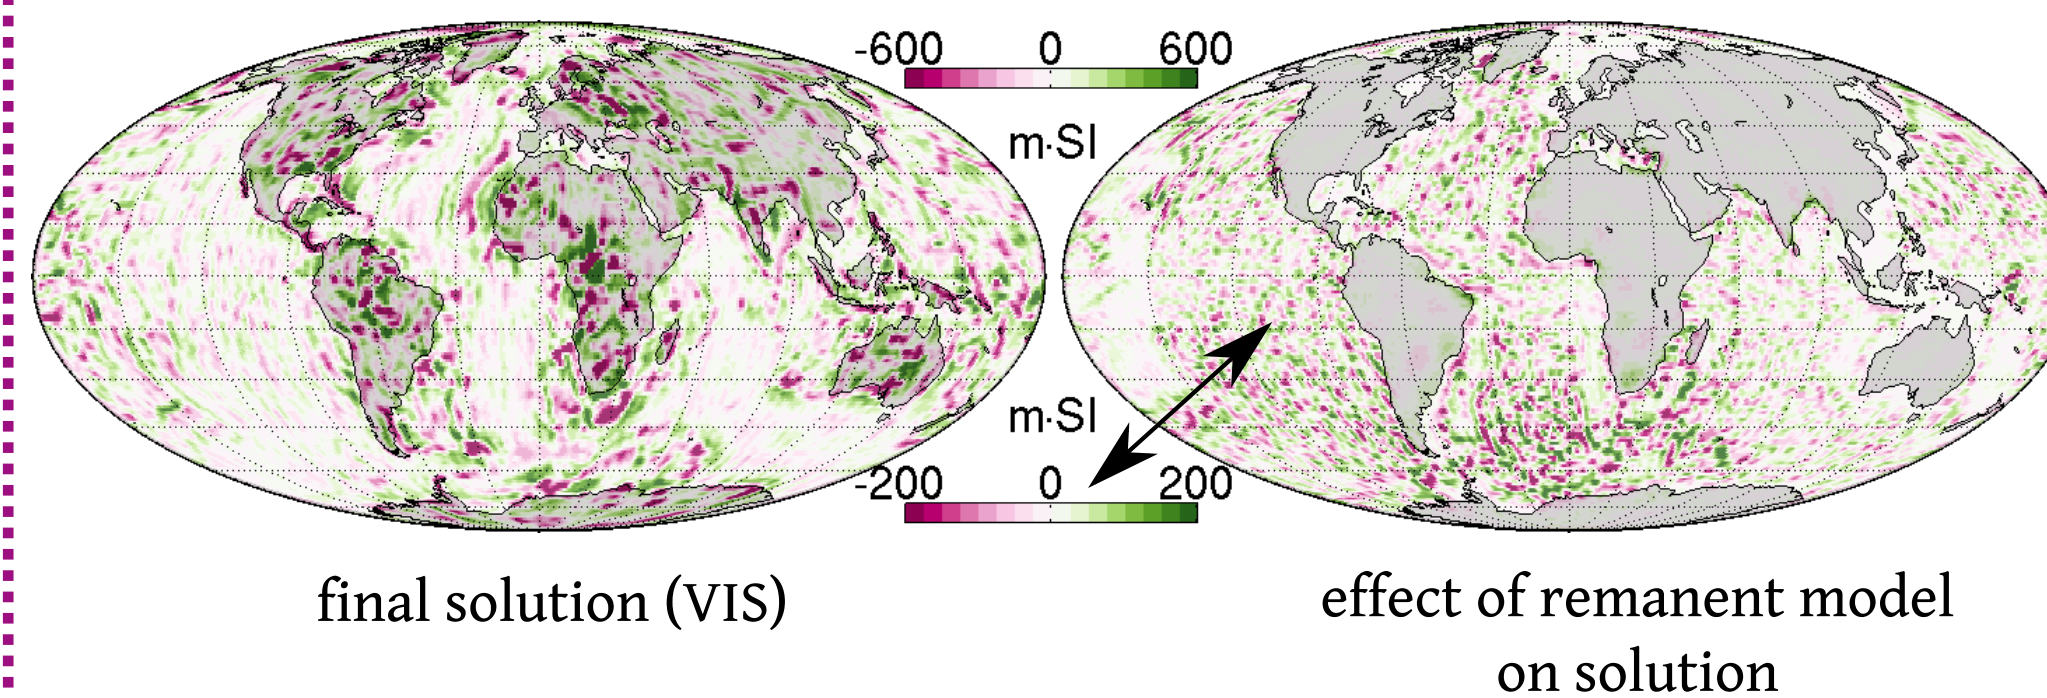 -600 0 600
m·SI
m·SI
-200 0 200
final solution (VIS)
effect of remanent model
on solution